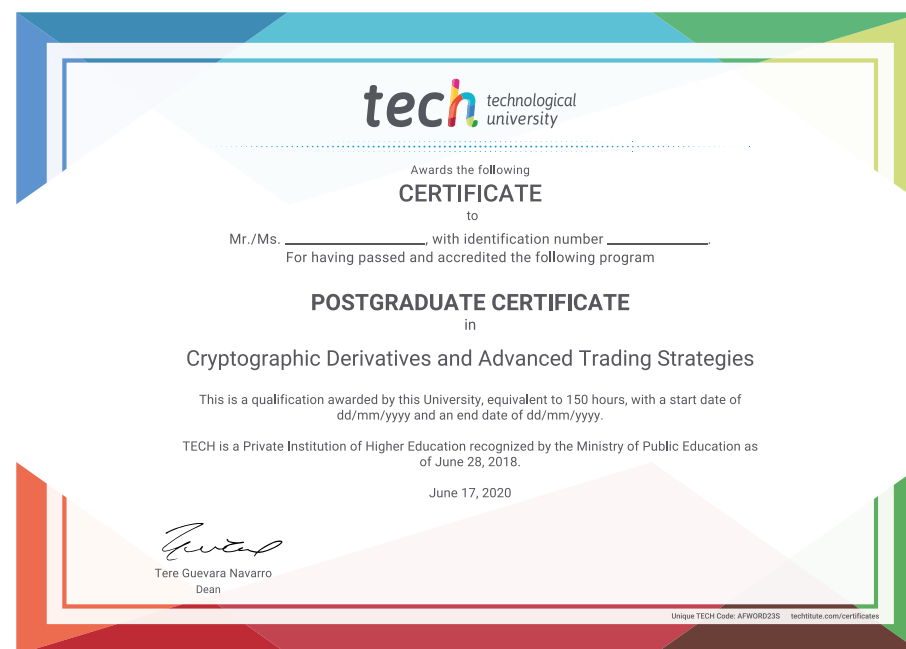 tech technological
university
Awards the following
CERTIFICATE
to
Mr./Ms. ____________________, with identification number ______________.
For having passed and accredited the following program
POSTGRADUATE CERTIFICATE
in
Cryptographic Derivatives and Advanced Trading Strategies
This is a qualification awarded by this University, equivalent to 150 hours, with a start date of
dd/mm/yyyy and an end date of dd/mm/yyyy.
TECH is a Private Institution of Higher Education recognized by the Ministry of Public Education as
of June 28, 2018.
June 17, 2020
Tere Guevara Navarro
Dean
Unique TECH Code: AFWORD23S techtitute.com/certificates